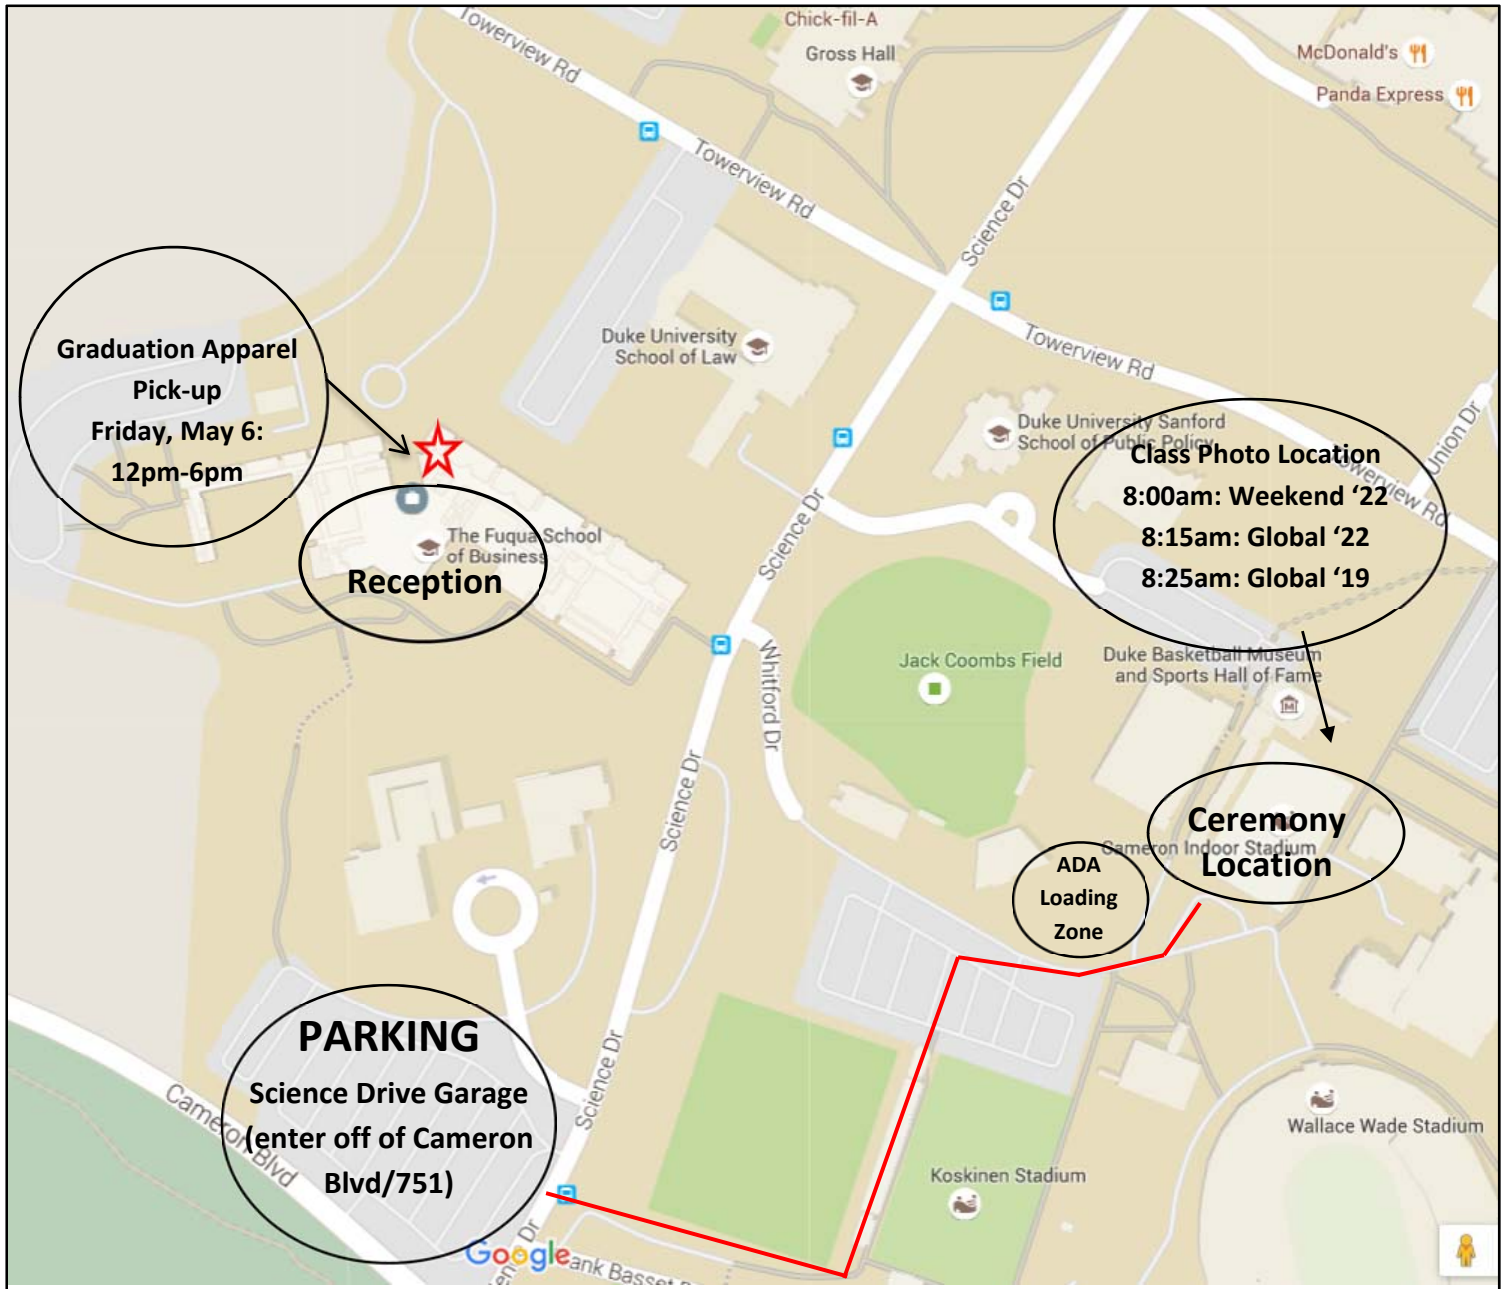 Chick-fil-A
Gross Hall
Towerview Rd
McDonald's
Panda Express
Towerview Rd
Science Dr
Graduation Apparel
Pick-up
Friday, May 6:
12pm-6pm
Duke University
School of Law
Towerview Rd
Duke University Sanford
School of Public Policy
Union Dr
Class Photo Location
8:00am: Weekend ‘22
8:15am: Global ‘22
8:25am: Global ‘19
Towerview Rd
The Fuqua School
of Business
Reception
Science Dr
Whitford Dr
Jack Coombs Field
Duke Basketball Museum
and Sports Hall of Fame
M
Science Dr
Ceremony
Location
Cameron Indoor Stadium
ADA
Loading
Zone
PARKING
Science Drive Garage
(enter off of Cameron
Blvd/751)
Cameron Blvd
Science Dr
Wallace Wade Stadium
Koskinen Stadium
Dr
Google
Basset